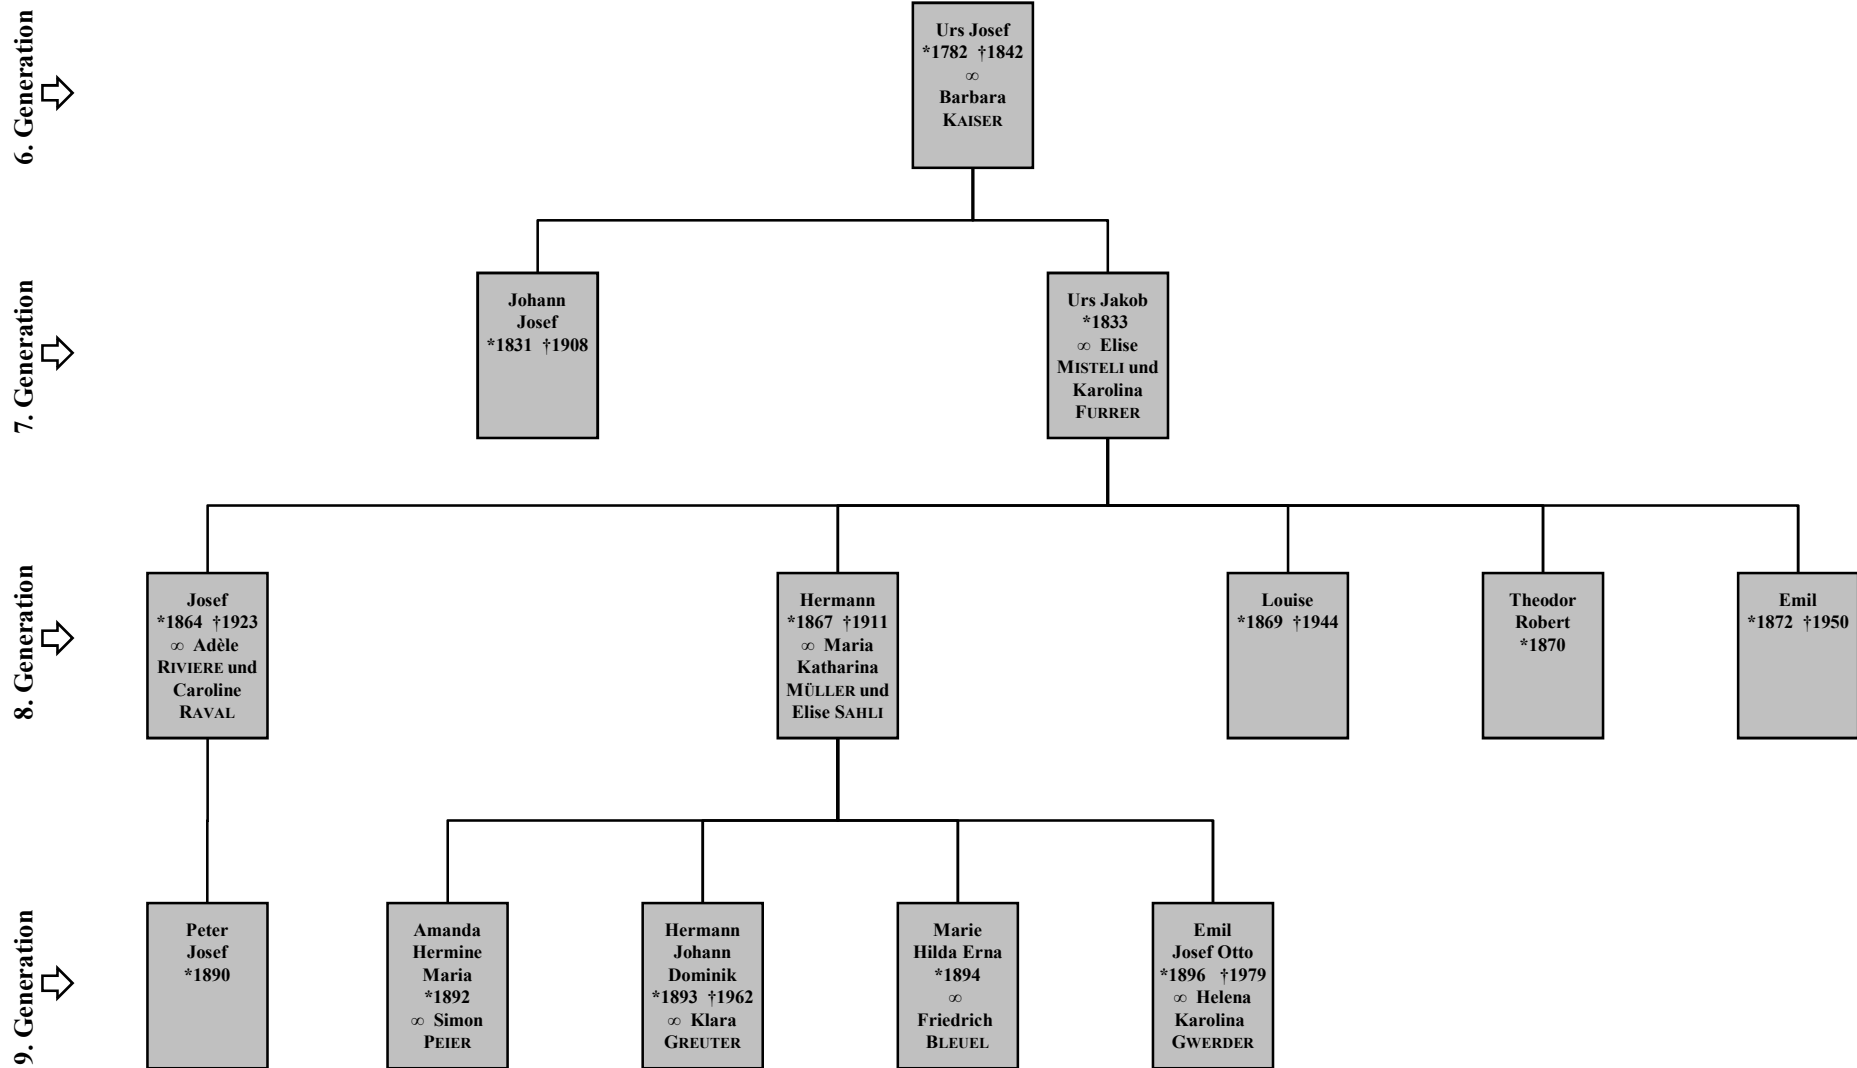 6. Generation
Urs Josef
*1782 †1842
∞
Barbara
KAISER
7. Generation
Johann
Josef
*1831 †1908
Urs Jakob
*1833
∞ Elise
MISTELI und
Karolina
FURRER
8. Generation
Josef
*1864 †1923
∞ Adèle
RIVIERE und
Caroline
RAVAL
Hermann
*1867 †1911
∞ Maria
Katharina
MÜLLER und
Elise SAHLI
Louise
*1869 †1944
Theodor
Robert
*1870
Emil
*1872 †1950
9. Generation
Peter
Josef
*1890
Amanda
Hermine
Maria
*1892
∞ Simon
PEIER
Hermann
Johann
Dominik
*1893 †1962
∞ Klara
GREUTER
Marie
Hilda Erna
*1894
∞
Friedrich
BLEUEL
Emil
Josef Otto
*1896 †1979
∞ Helena
Karolina
GWERDER